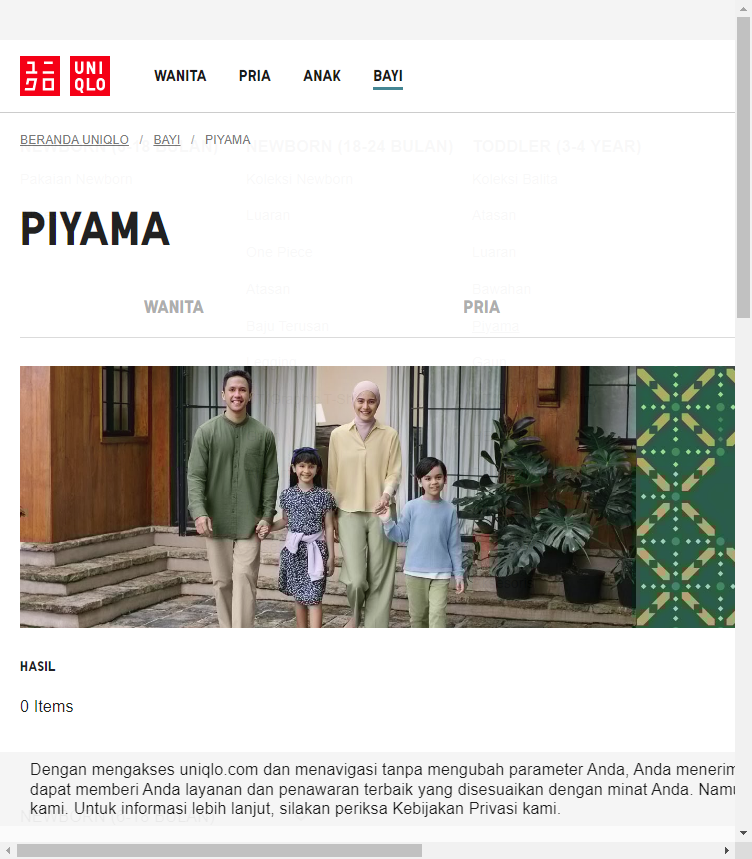 ユニ UNI
クロ QLO
WANITA PRIA ANAK BAYI
BERANDA UNIQLO / BAYI / PIYAMA
NEWBORN (18-24 BULAN) TODDLER (3-4 YEAR)
Pakaian Newborn Koleksi Newborn Koleksi Balita
PIYAMA
Luaran Atasan
One Piece Luaran
Atasan Bawahan
WANITA PRIA
Baju Terusan Piyama
HASIL
0 Items
Dengan mengakses uniqlo.com dan menavigasi tanpa mengubah parameter Anda, Anda menerim
dapat memberi Anda layanan dan penawaran terbaik yang disesuaikan dengan minat Anda. Namu
kami. Untuk informasi lebih lanjut, silakan periksa Kebijakan Privasi kami.